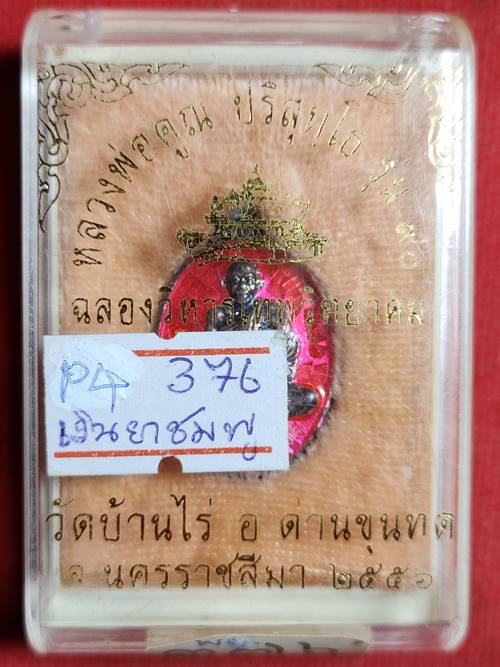 หลวงพ่อคูณ ปริสุทฺโธ รุ่น
ฉลองวิหารเทพวิทยาคม
P4 376
เงินยาชมพู
วัดบ้านไร่ อ ด่านขุนทด
จ นครราชสีมา ๒๕๕๖